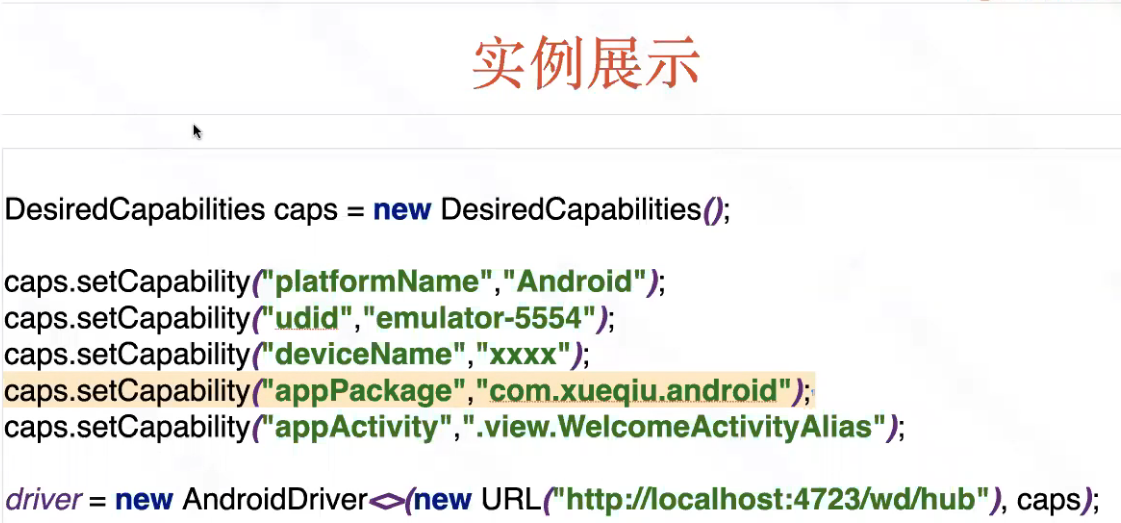 实例展示
DesiredCapabilities caps = new DesiredCapabilities();
caps.setCapability("platformName","Android");
caps.setCapability("udid","emulator-5554");
caps.setCapability("deviceName","xxxx");
caps.setCapability("appPackage","com.xueqiu.android");
caps.setCapability("appActivity",".view.WelcomeActivityAlias");
driver = new AndroidDriver<>(new URL("http://localhost:4723/wd/hub"), caps);